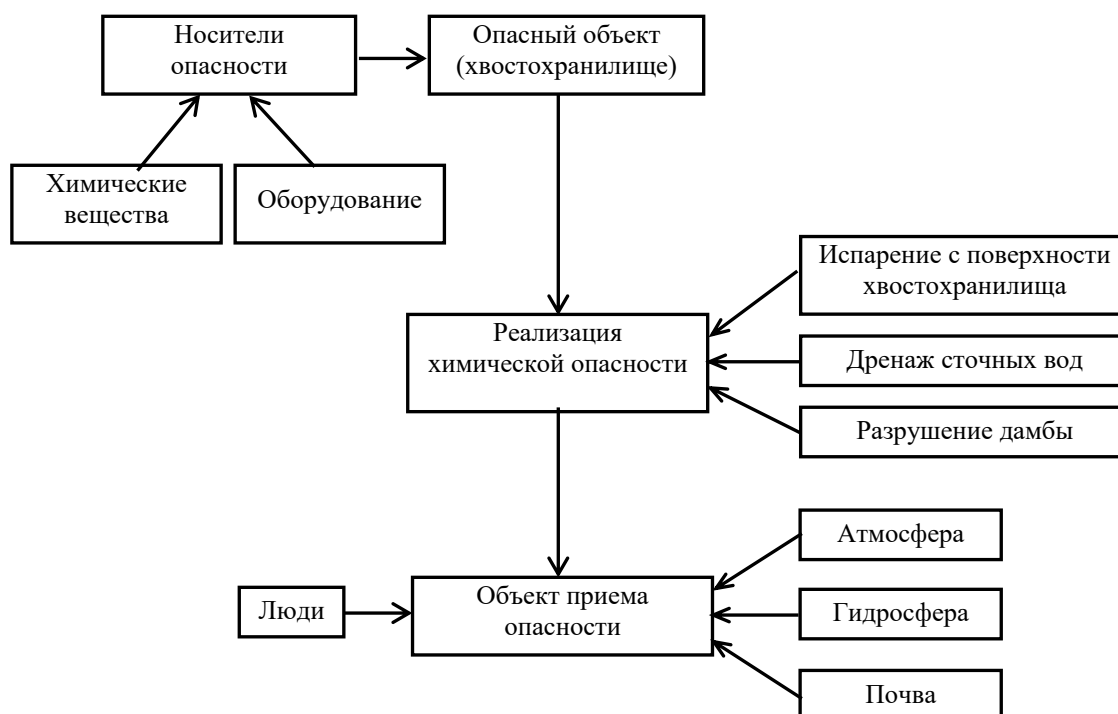 Носители
опасности
Опасный объект
(хвостохранилище)
Химические
вещества
Оборудование
Испарение с поверхности
хвостохранилища
Реализация
химической опасности
Дренаж сточных вод
Разрушение дамбы
Атмосфера
Люди
Объект приема
опасности
Гидросфера
Почва